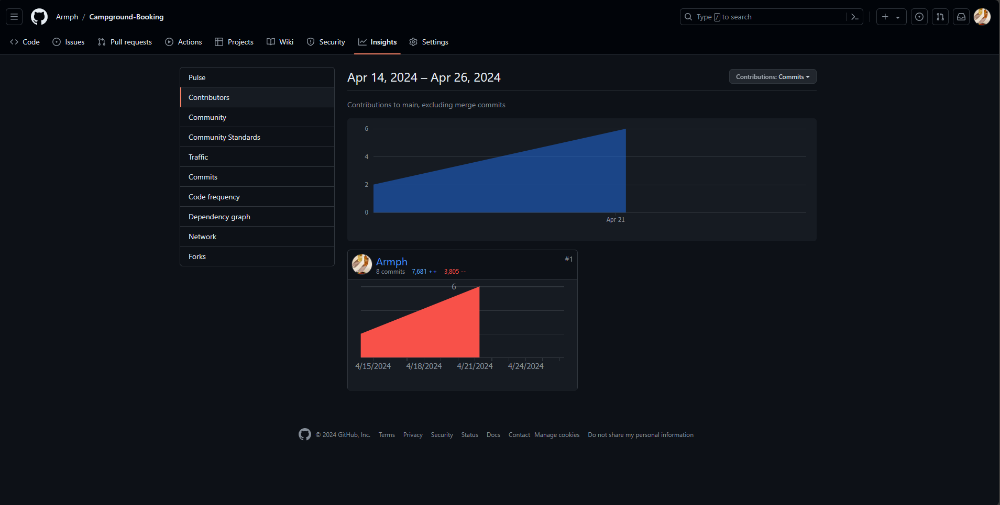 Armph / Campground-Booking
Type / to search
Code Issues Pull requests Actions Projects Wiki Security Insights Settings
Pulse
Contributors
Community
Community Standards
Traffic
Commits
Code frequency
Dependency graph
Network
Forks
Apr 14, 2024 – Apr 26, 2024
Contributions: Commits
Contributions to main, excluding merge commits
6
4
2
0
Apr 21
Armph
#1
8 commits 7,681 ++ 3,805 --
6
4/15/2024 4/18/2024 4/21/2024 4/24/2024
© 2024 GitHub, Inc. Terms Privacy Security Status Docs Contact Manage cookies Do not share my personal information